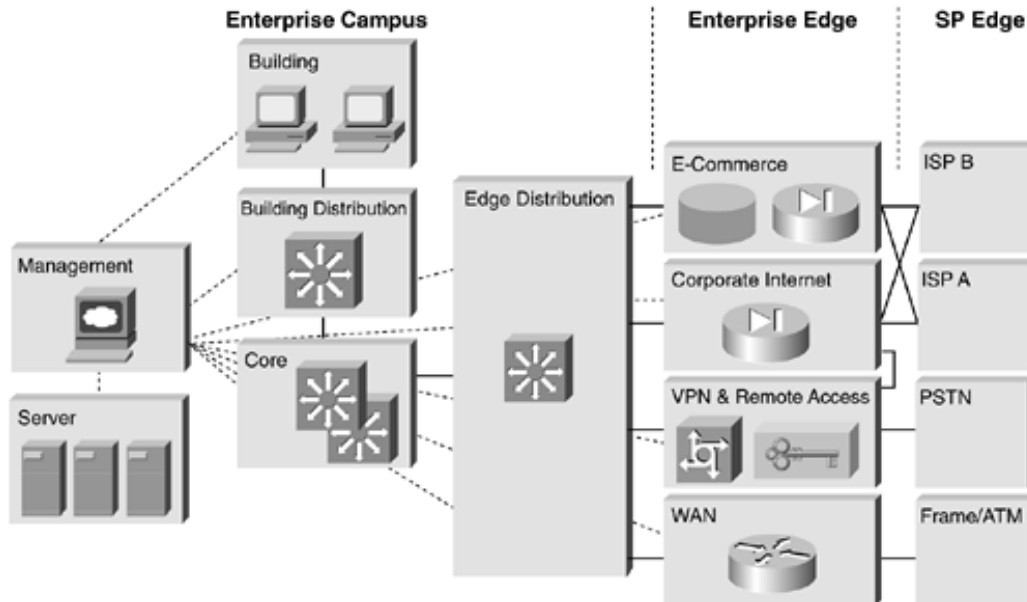 Enterprise Campus
Enterprise Edge
SP Edge
Building
Building Distribution
Management
Core
Server
Edge Distribution
E-Commerce
Corporate Internet
VPN & Remote Access
WAN
ISP B
ISP A
PSTN
Frame/ATM